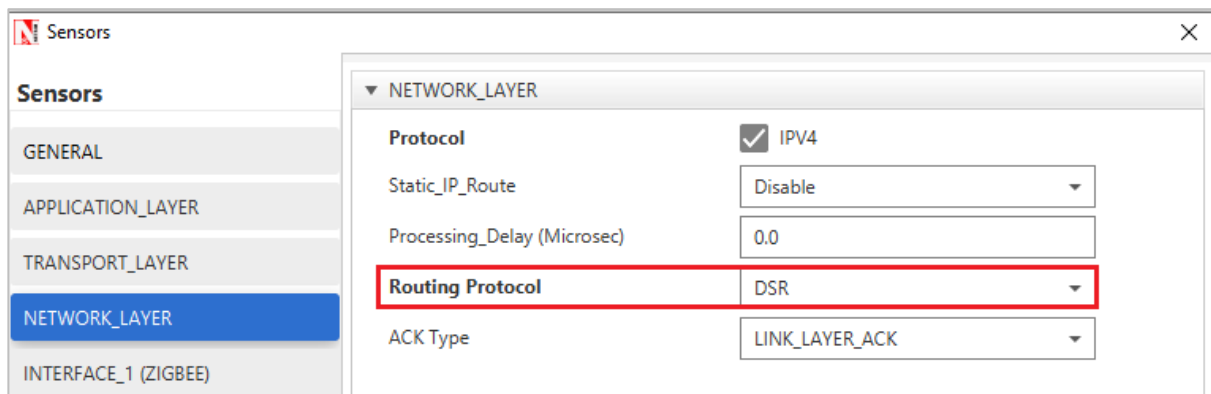 Sensors
Sensors
GENERAL
APPLICATION_LAYER
TRANSPORT_LAYER
NETWORK_LAYER
INTERFACE_1 (ZIGBEE)
NETWORK_LAYER
Protocol IPV4
Static_IP_Route Disable
Processing_Delay (Microsec) 0.0
Routing Protocol DSR
ACK Type LINK_LAYER_ACK